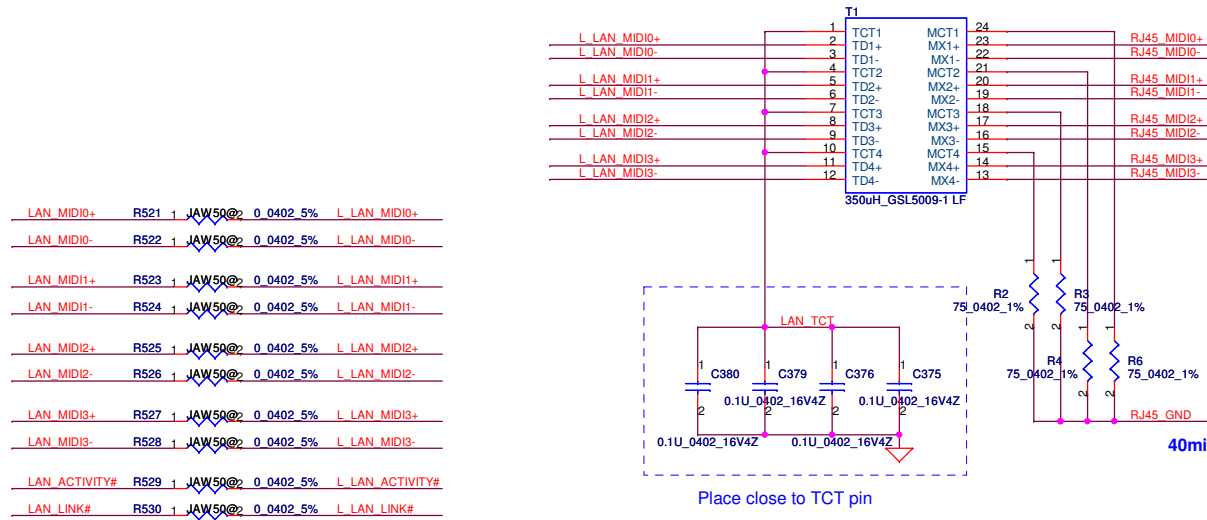 T1
1 TCT1 MCT1 24
L_LAN_MIDI0+ 2 TD1+ MX1+ 23 RJ45_MIDI0+
L_LAN_MIDI0- 3 TD1- MX1- 22 RJ45_MIDI0-
4 TCT2 MCT2 21
L_LAN_MIDI1+ 5 TD2+ MX2+ 20 RJ45_MIDI1+
L_LAN_MIDI1- 6 TD2- MX2- 19 RJ45_MIDI1-
7 TCT3 MCT3 18
L_LAN_MIDI2+ 8 TD3+ MX3+ 17 RJ45_MIDI2+
L_LAN_MIDI2- 9 TD3- MX3- 16 RJ45_MIDI2-
10 TCT4 MCT4 15
L_LAN_MIDI3+ 11 TD4+ MX4+ 14 RJ45_MIDI3+
L_LAN_MIDI3- 12 TD4- MX4- 13 RJ45_MIDI3-
350uH_GSL5009-1 LF
LAN_MIDI0+ R521 1 JAW50@ 2 0_0402_5% L_LAN_MIDI0+
LAN_MIDI0- R522 1 JAW50@ 2 0_0402_5% L_LAN_MIDI0-
LAN_MIDI1+ R523 1 JAW50@ 2 0_0402_5% L_LAN_MIDI1+
LAN_MIDI1- R524 1 JAW50@ 2 0_0402_5% L_LAN_MIDI1-
LAN_MIDI2+ R525 1 JAW50@ 2 0_0402_5% L_LAN_MIDI2+
LAN_MIDI2- R526 1 JAW50@ 2 0_0402_5% L_LAN_MIDI2-
LAN_MIDI3+ R527 1 JAW50@ 2 0_0402_5% L_LAN_MIDI3+
LAN_MIDI3- R528 1 JAW50@ 2 0_0402_5% L_LAN_MIDI3-
LAN_ACTIVITY# R529 1 JAW50@ 2 0_0402_5% L_LAN_ACTIVITY#
LAN_LINK# R530 1 JAW50@ 2 0_0402_5% L_LAN_LINK#
1 1
R2 R3
75_0402_1% 75_0402_1%
2 2
1 1
R4 R6
75_0402_1% 75_0402_1%
2 2
LAN_TCT
1 1 1 1
C380 C379 C376 C375
0.1U_0402_16V4Z 0.1U_0402_16V4Z
2 2 2 2
0.1U_0402_16V4Z 0.1U_0402_16V4Z
RJ45_GND
40mi
Place close to TCT pin